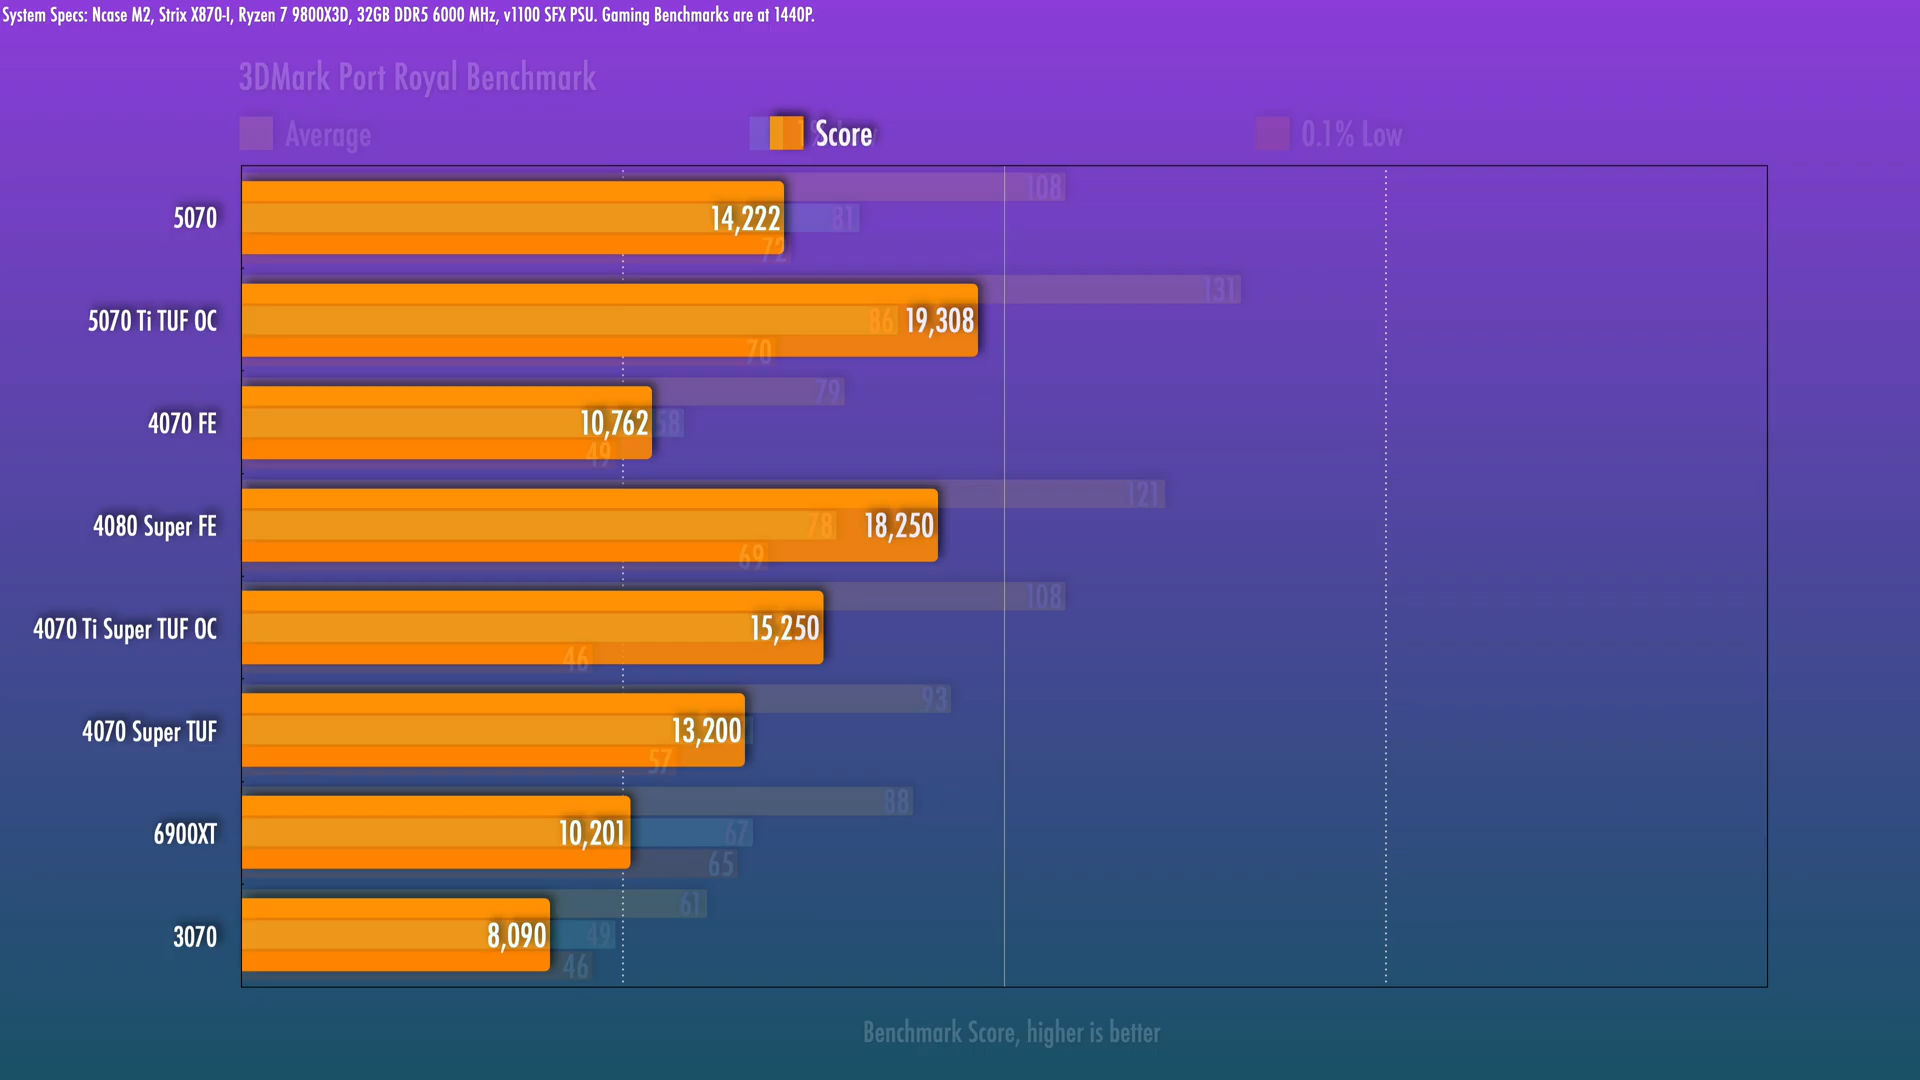 System Specs: Ncase M2, Strix X870-I, Ryzen 7 9800X3D, 32GB DDR5 6000 MHz, v1100 SFX PSU. Gaming Benchmarks are at 1440P.
3DMark Port Royal Benchmark
Average Score 0.1% Low
108
5070 14,222 81
72
131
5070 Ti TUF OC 86 19,308
70
79
4070 FE 10,762 58
49
121
4080 Super FE 78 18,250
69
108
4070 Ti Super TUF OC 15,250
46
93
4070 Super TUF 13,200
57
88
6900XT 10,201 67
65
61
3070 8,090 49
46
Benchmark Score, higher is better